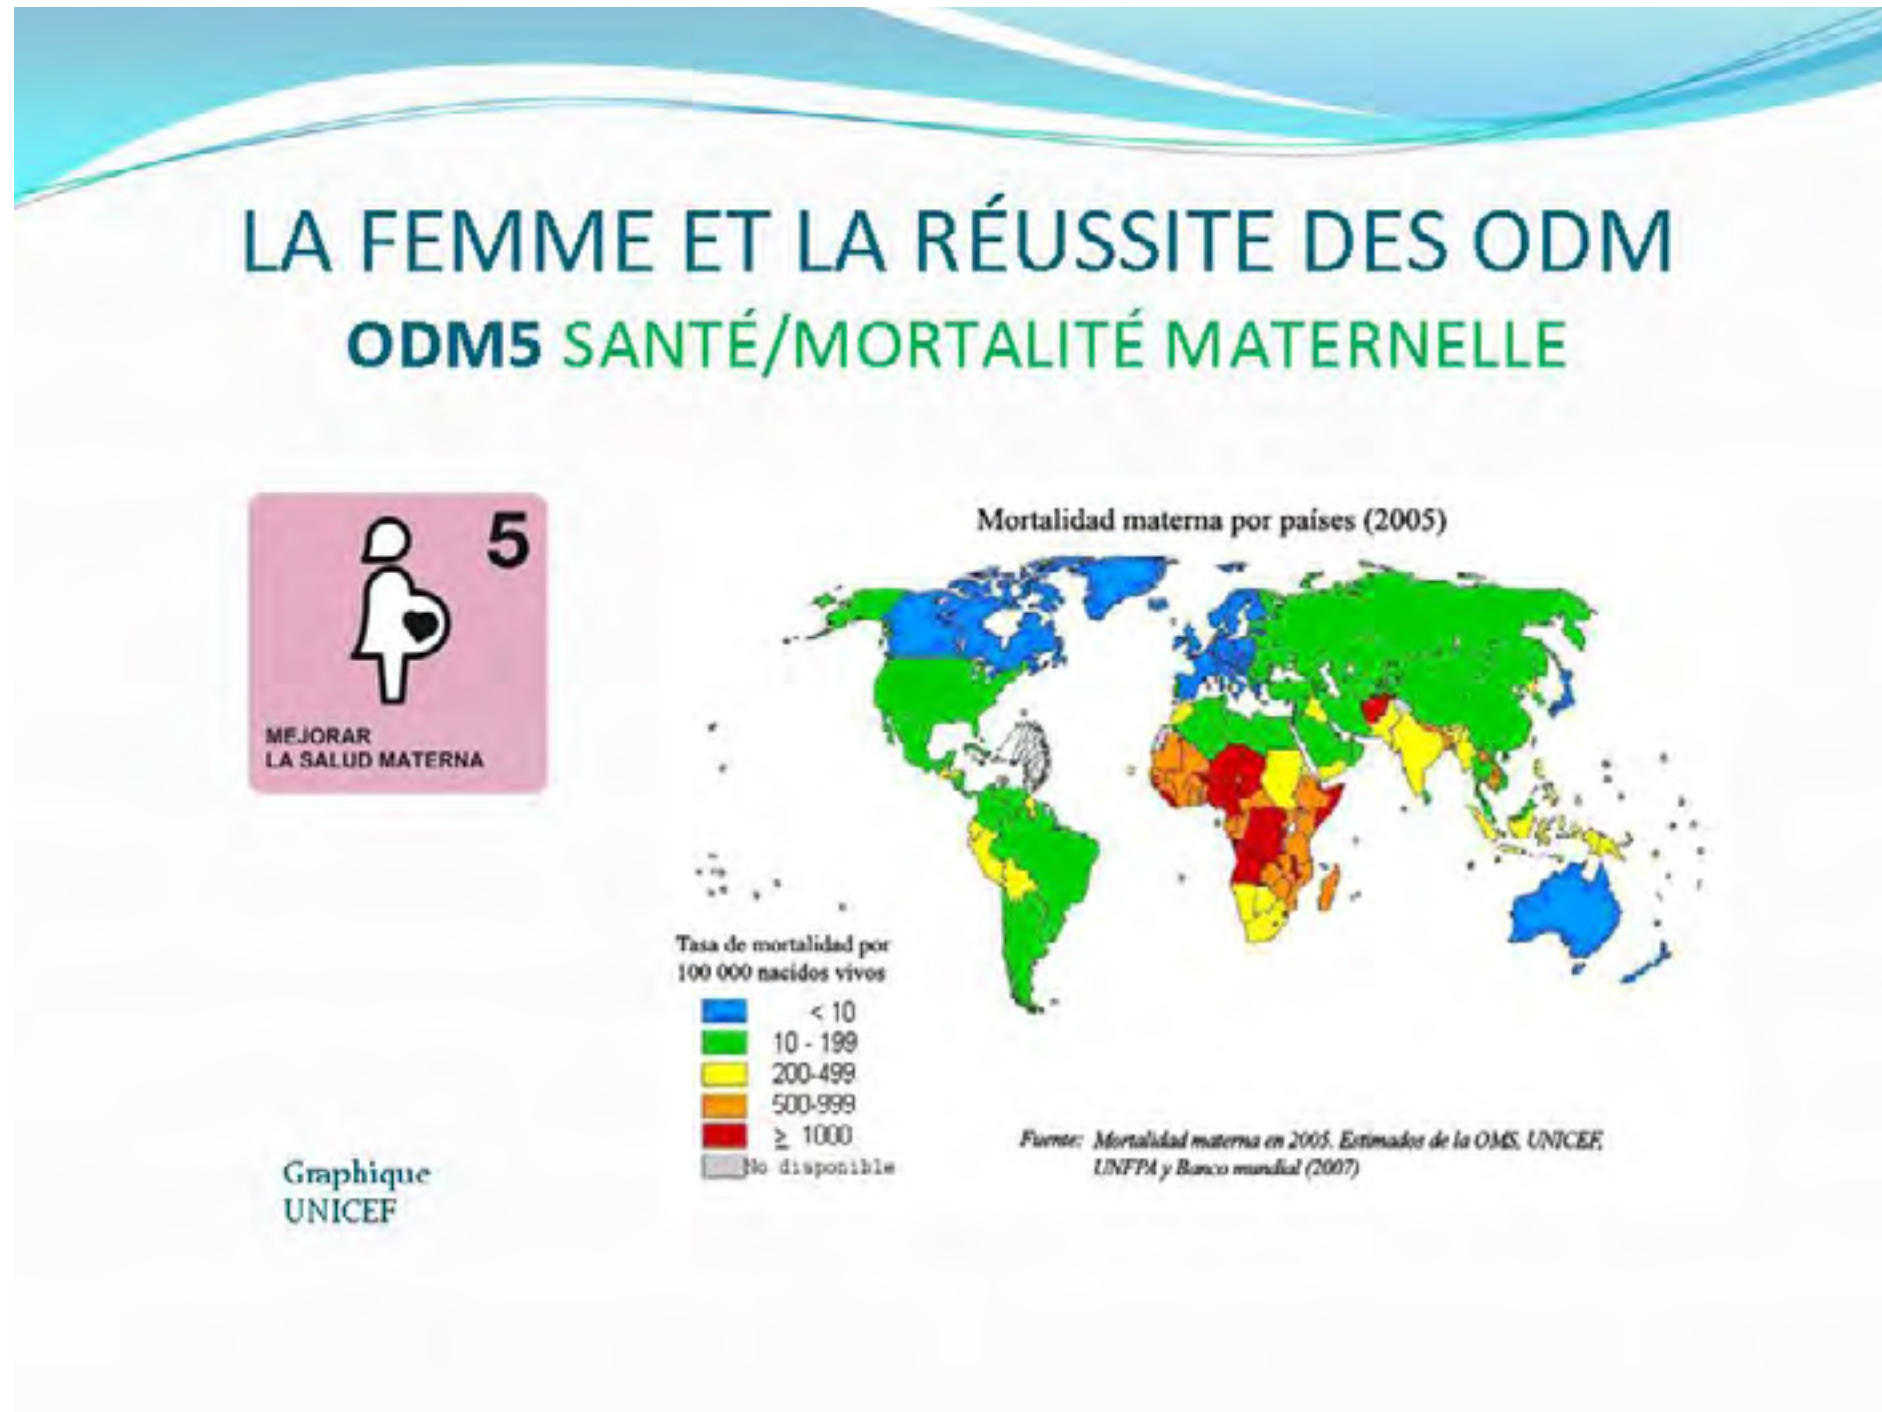 LA FEMME ET LA RÉUSSITE DES ODM
ODM5 SANTÉ/MORTALITÉ MATERNELLE
5
MEJORAR
LA SALUD MATERNA
Mortalidad materna por países (2005)
Tasa de mortalidad por
100 000 nacidos vivos
< 10
10 - 199
200-499
500-999
≥ 1000
No disponible
Fuente: Mortalidad materna en 2005. Estimados de la OMS, UNICEF,
UNFPA y Banco mundial (2007)
Graphique
UNICEF